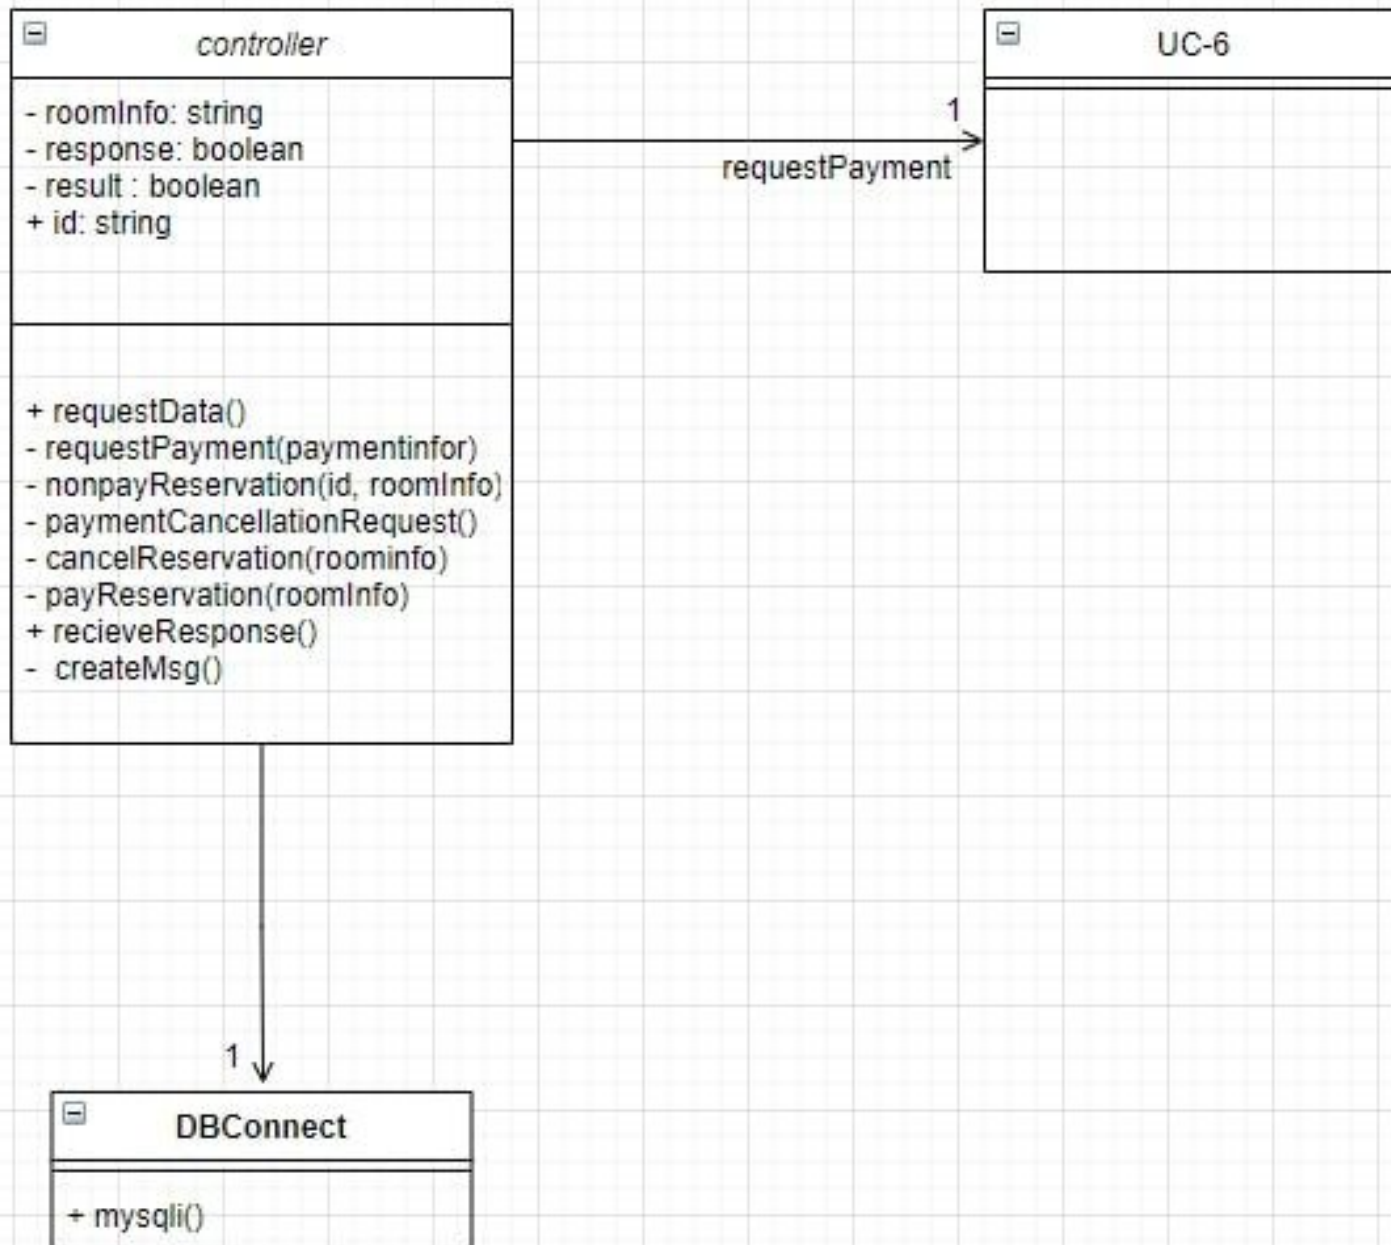 controller
- roomInfo: string
- response: boolean
- result : boolean
+ id: string
+ requestData()
- requestPayment(paymentinfor)
- nonpayReservation(id, roomInfo)
- paymentCancellationRequest()
- cancelReservation(roominfo)
- payReservation(roomInfo)
+ recieveResponse()
- createMsg()
1
requestPayment
UC-6
1
DBConnect
+ mysqli()